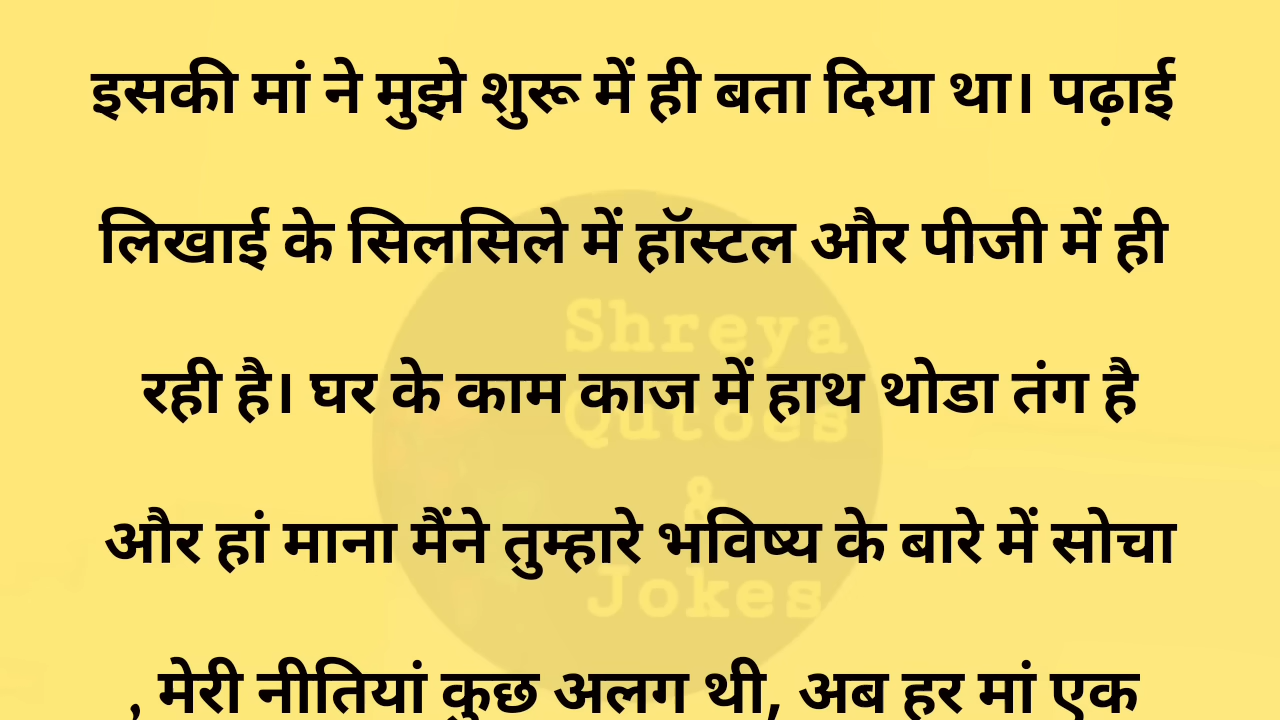 इसकी मां ने मुझे शुरू में ही बता दिया था। पढ़ाई
लिखाई के सिलसिले में हॉस्टल और पीजी में ही
Shreya
रही है। घर के काम काज में हाथ थोडा तंग है
Qutoes
&
और हां माना मैंने तुम्हारे भविष्य के बारे में सोचा
Jokes
, मेरी नीतियां कुछ अलग थी, अब हर मां एक